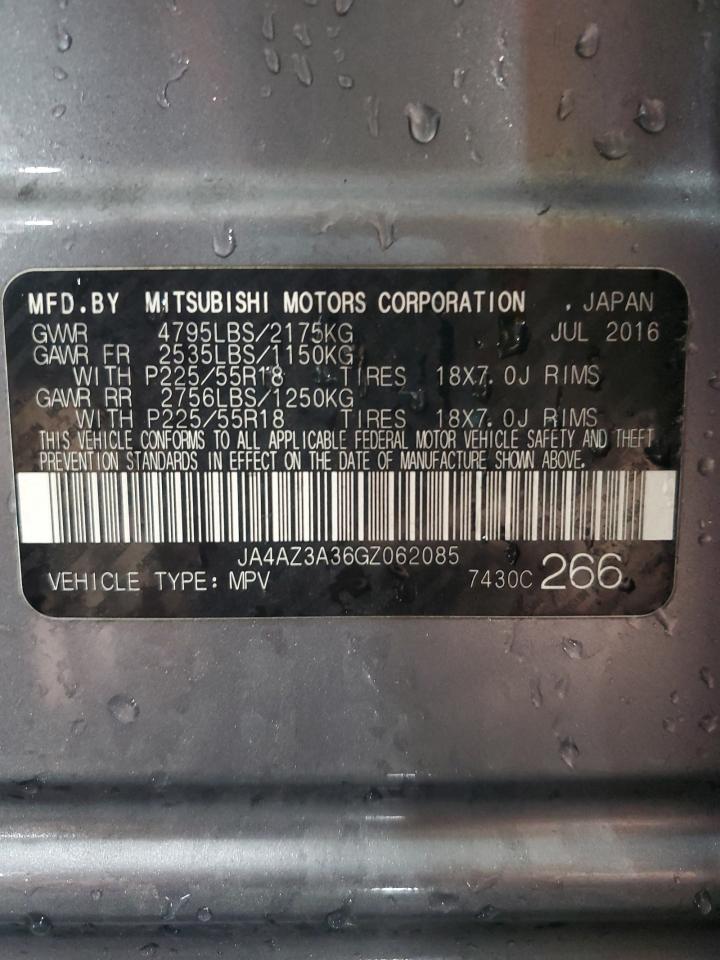 MFD.BY MITSUBISHI MOTORS CORPORATION , JAPAN
GVWR 4795LBS/2175KG JUL 2016
GAWR FR 2535LBS/1150KG
WITH P225/55R18 TIRES 18X7.0J RIMS
GAWR RR 2756LBS/1250KG
WITH P225/55R18 TIRES 18X7.0J RIMS
THIS VEHICLE CONFORMS TO ALL APPLICABLE FEDERAL MOTOR VEHICLE SAFETY AND THEFT
PREVENTION STANDARDS IN EFFECT ON THE DATE OF MANUFACTURE SHOWN ABOVE.
JA4AZ3A36GZ062085
VEHICLE TYPE: MPV 7430C 266